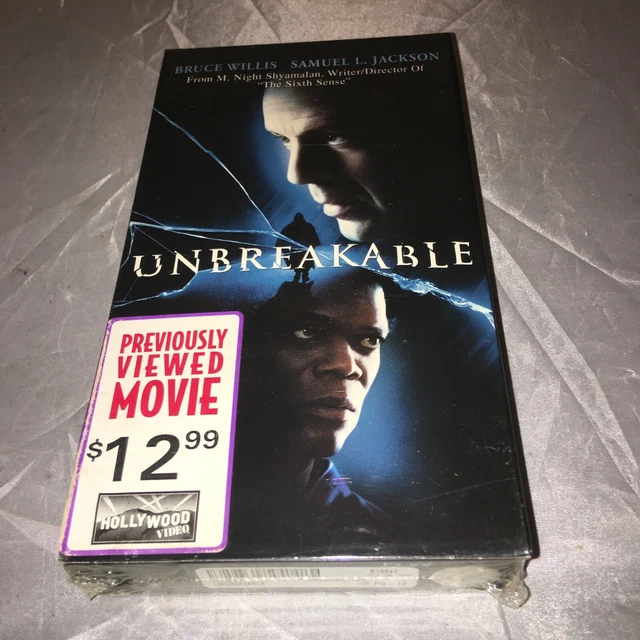 BRUCE WILLIS SAMUEL L. JACKSON
From M. Night Shyamalan, Writer/Director Of
"The Sixth Sense"
UNBREAKABLE
PREVIOUSLY
VIEWED
MOVIE
$12 99
HOLLYWOOD
VIDEO